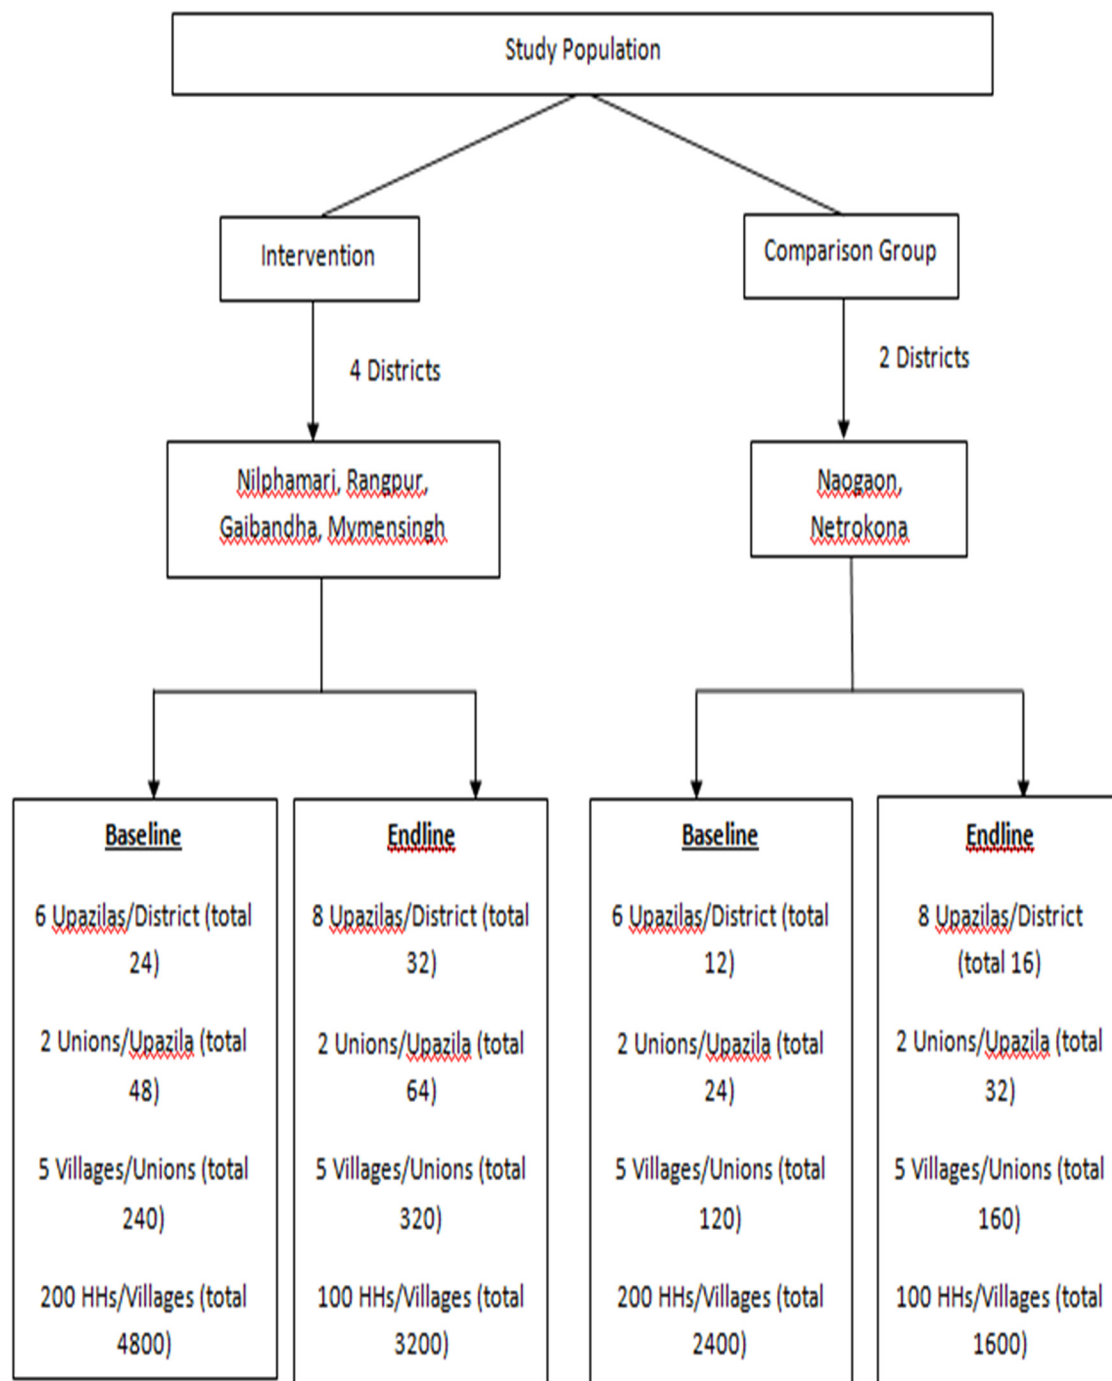 Study Population
Intervention
Comparison Group
4 Districts
2 Districts
Nilphamari, Rangpur,
Gaibandha, Mymensingh
Naogaon,
Netrokona
Baseline
6 Upazilas/District (total
24)
2 Unions/Upazila (total
48)
5 Villages/Unions (total
240)
200 HHs/Villages (total
4800)
Endline
8 Upazilas/District (total
32)
2 Unions/Upazila (total
64)
5 Villages/Unions (total
320)
100 HHs/Villages (total
3200)
Baseline
6 Upazilas/District (total
12)
2 Unions/Upazila (total
24)
5 Villages/Unions (total
120)
200 HHs/Villages (total
2400)
Endline
8 Upazilas/District
(total 16)
2 Unions/Upazila (total
32)
5 Villages/Unions (total
160)
100 HHs/Villages (total
1600)